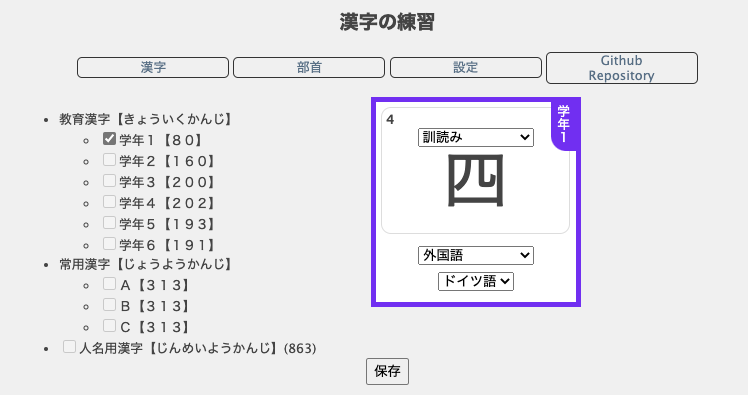 漢字の練習
漢字
部首
設定
Github
Repository
教育漢字【きょういくかんじ】
学年１【８０】
学年２【１６０】
学年３【２００】
学年４【２０２】
学年５【１９３】
学年６【１９１】
常用漢字【じょうようかんじ】
Ａ【３１３】
Ｂ【３１３】
Ｃ【３１３】
人名用漢字【じんめいようかんじ】(863)
4
学年1
訓読み
四
外国語
ドイツ語
保存